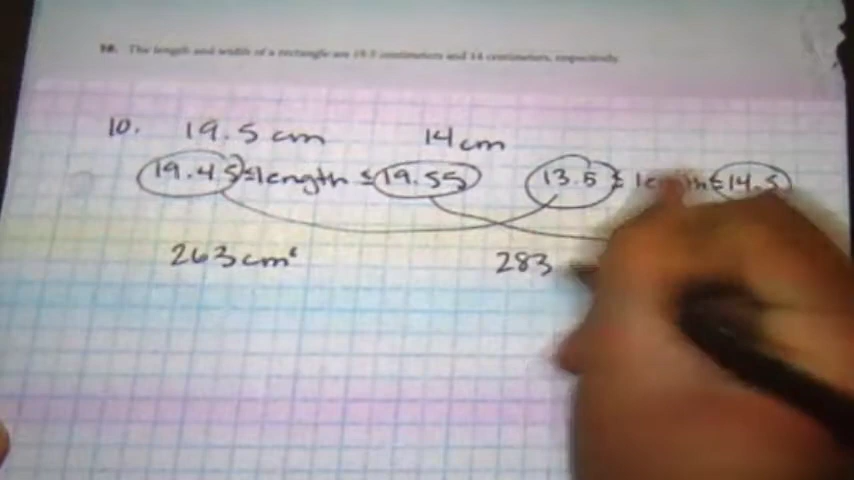 10. The length and width of a rectangle are 19.5 centimeters and 14 centimeters, respectively.
10. 19.5 cm 14 cm
19.45 ≤ length ≤ 19.55 13.5 ≤ length ≤ 14.5
263 cm² 283